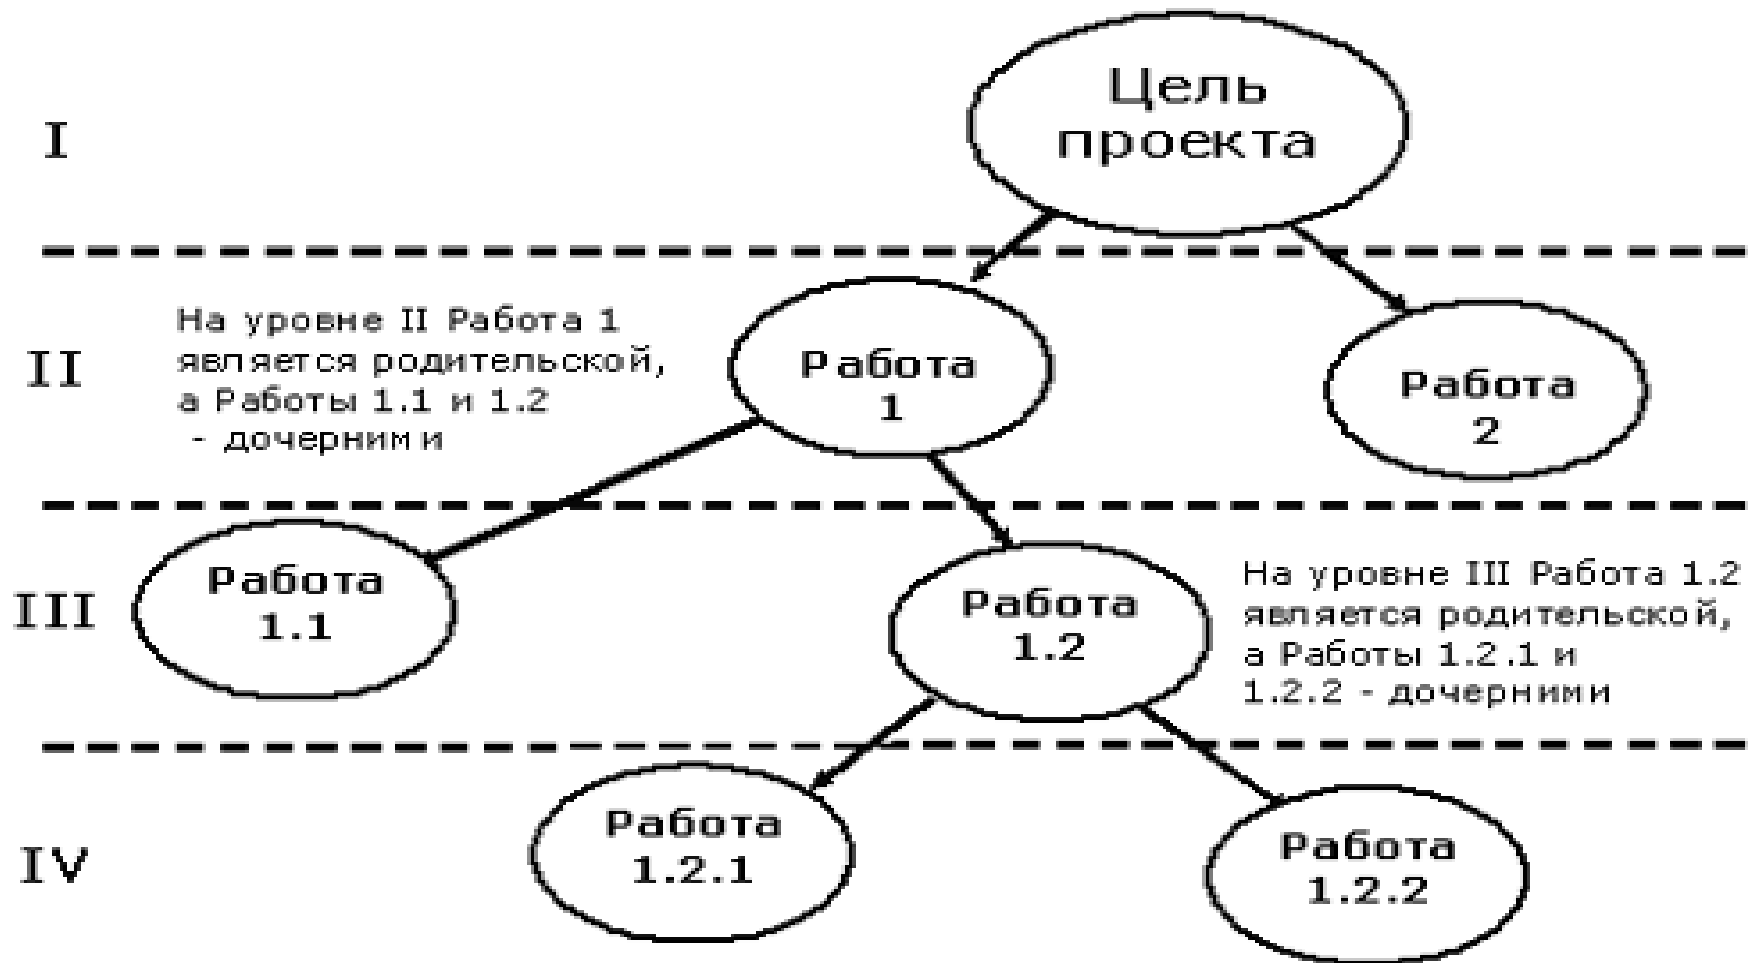 I
Цель
проекта
II
На уровне II Работа 1
является родительской,
а Работы 1.1 и 1.2
- дочерними
Работа
1
Работа
2
III
Работа
1.1
Работа
1.2
На уровне III Работа 1.2
является родительской,
а Работы 1.2.1 и
1.2.2 - дочерними
IV
Работа
1.2.1
Работа
1.2.2